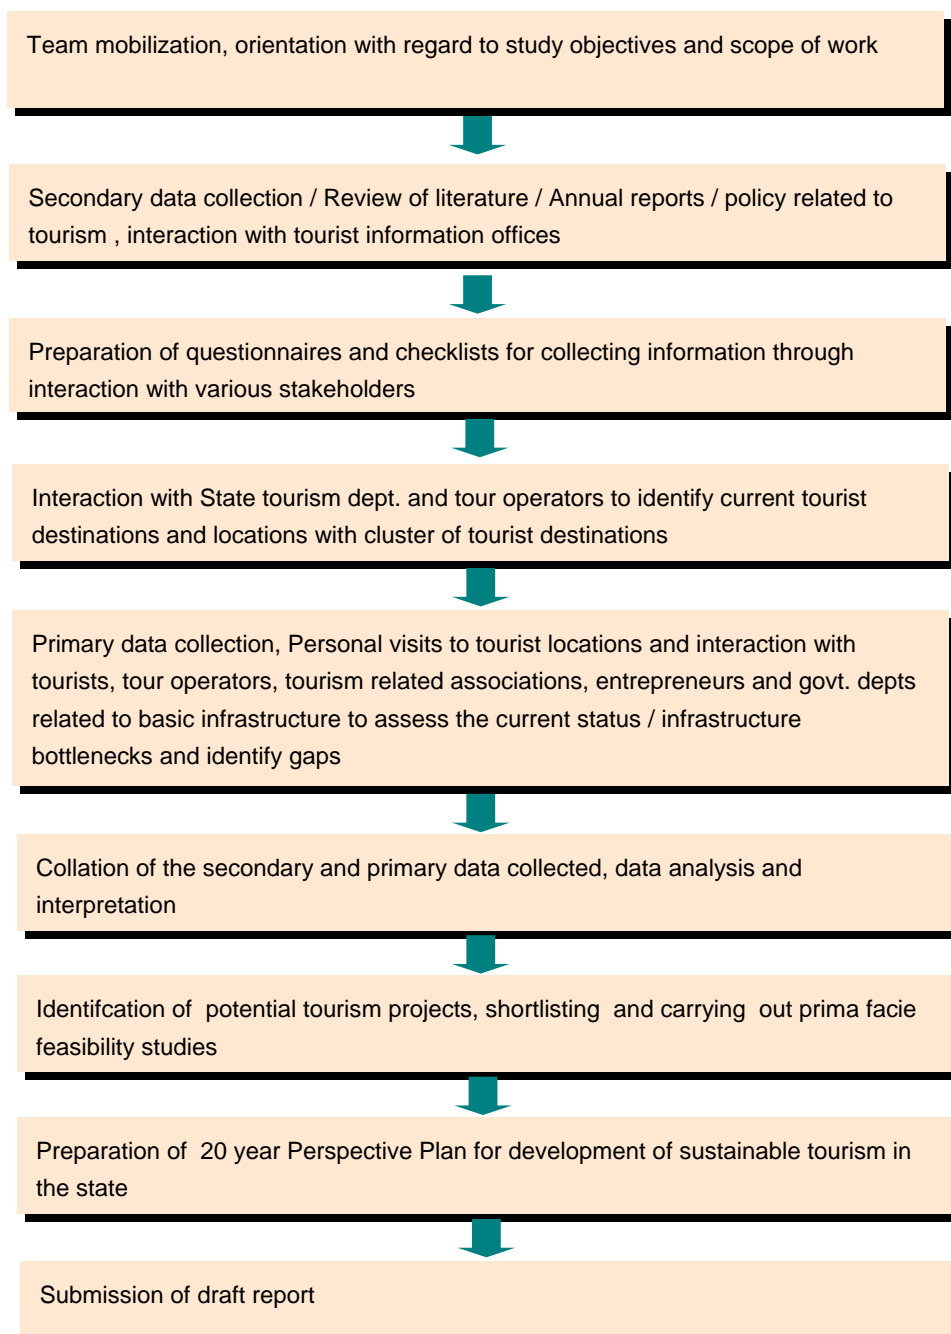 Team mobilization, orientation with regard to study objectives and scope of work
Secondary data collection / Review of literature / Annual reports / policy related to
tourism , interaction with tourist information offices
Preparation of questionnaires and checklists for collecting information through
interaction with various stakeholders
Interaction with State tourism dept. and tour operators to identify current tourist
destinations and locations with cluster of tourist destinations
Primary data collection, Personal visits to tourist locations and interaction with
tourists, tour operators, tourism related associations, entrepreneurs and govt. depts
related to basic infrastructure to assess the current status / infrastructure
bottlenecks and identify gaps
Collation of the secondary and primary data collected, data analysis and
interpretation
Identifcation of  potential tourism projects, shortlisting  and carrying  out prima facie
feasibility studies
Preparation of  20 year Perspective Plan for development of sustainable tourism in
the state
Submission of draft report